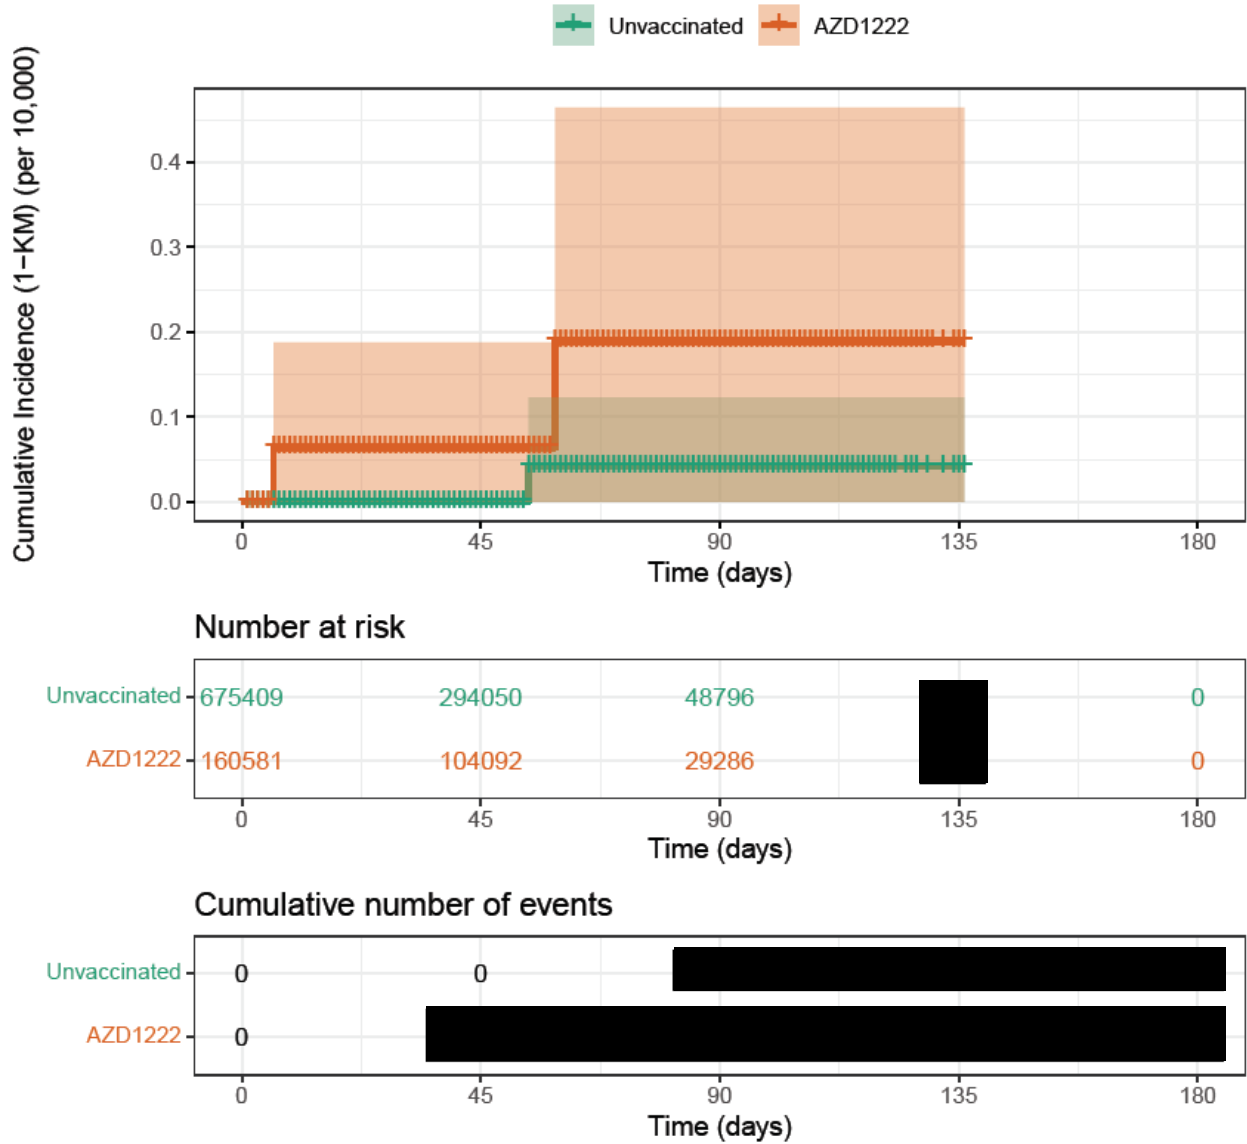 Unvaccinated AZD1222
Cumulative Incidence (1−KM) (per 10,000)
0.4
0.3
0.2
0.1
0.0
0 45 90 135 180
Time (days)
Number at risk
Unvaccinated 675409 294050 48796 0
AZD1222 160581 104092 29286 0
0 45 90 135 180
Time (days)
Cumulative number of events
Unvaccinated 0 0
AZD1222 0
0 45 90 135 180
Time (days)